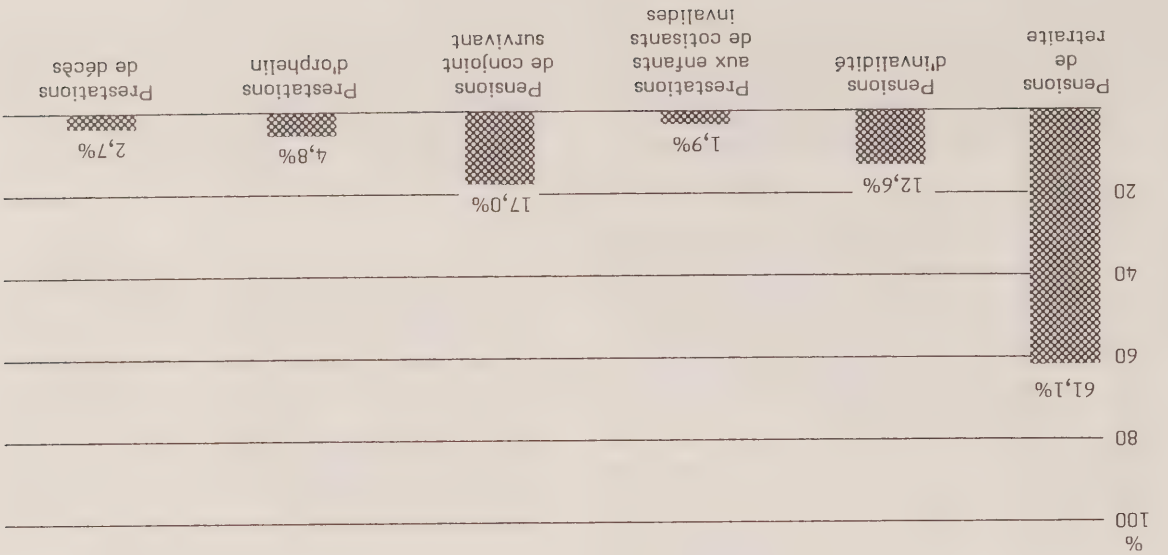 %
100
80
60
40
20
61,1%
12,6%
1,9%
17,0%
4,8%
2,7%
Pensions
de
retraite
Pensions
d'invalidité
Prestations
aux enfants
de cotisants
invalides
Pensions
de conjoint
survivant
Prestations
d'orphelin
Prestations
de décès